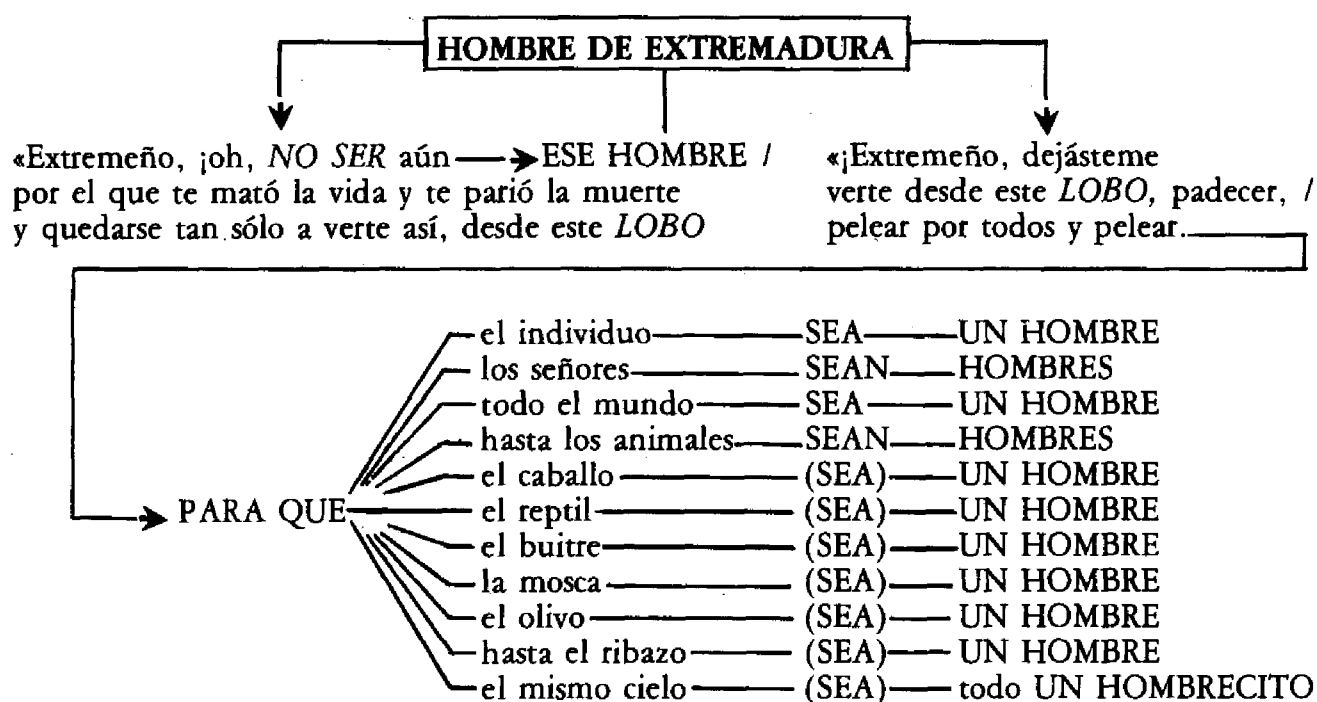 HOMBRE DE EXTREMADURA
«Extremeño, ¡oh, NO SER aún ESE HOMBRE /
por el que te mató la vida y te parió la muerte
y quedarse tan sólo a verte así, desde este LOBO
«¡Extremeño, dejásteme
verte desde este LOBO, padecer, /
pelear por todos y pelear.
PARA QUE
el individuo SEA UN HOMBRE
los señores SEAN HOMBRES
todo el mundo SEA UN HOMBRE
hasta los animales SEAN HOMBRES
el caballo (SEA) UN HOMBRE
el reptil (SEA) UN HOMBRE
el buitre (SEA) UN HOMBRE
la mosca (SEA) UN HOMBRE
el olivo (SEA) UN HOMBRE
hasta el ribazo (SEA) UN HOMBRE
el mismo cielo (SEA) todo UN HOMBRECITO